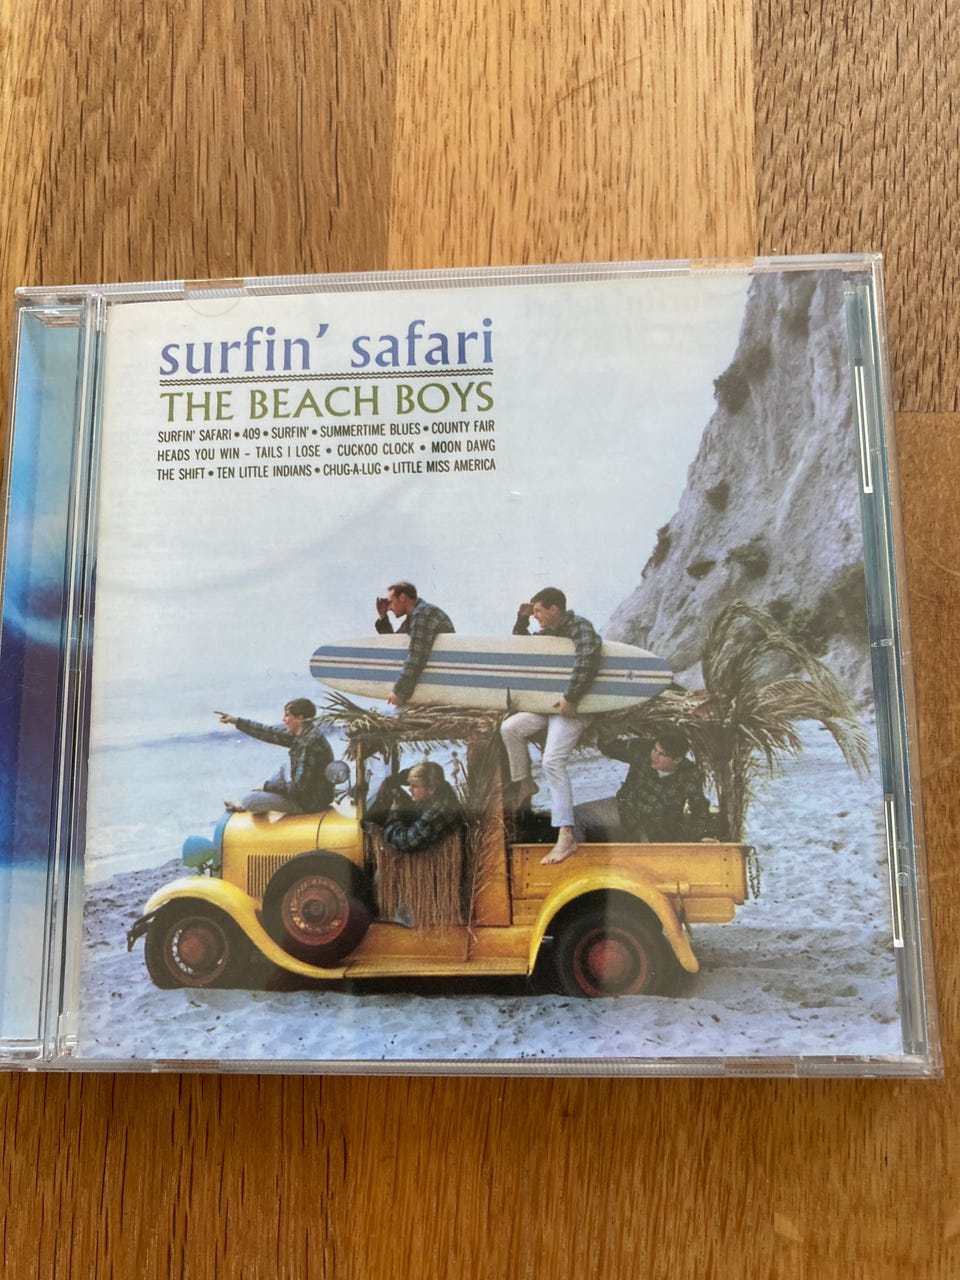 surfin' safari
THE BEACH BOYS
SURFIN' SAFARI • 409 • SURFIN' • SUMMERTIME BLUES • COUNTY FAIR
HEADS YOU WIN – TAILS I LOSE • CUCKOO CLOCK • MOON DAWG
THE SHIFT • TEN LITTLE INDIANS • CHUG-A-LUG • LITTLE MISS AMERICA